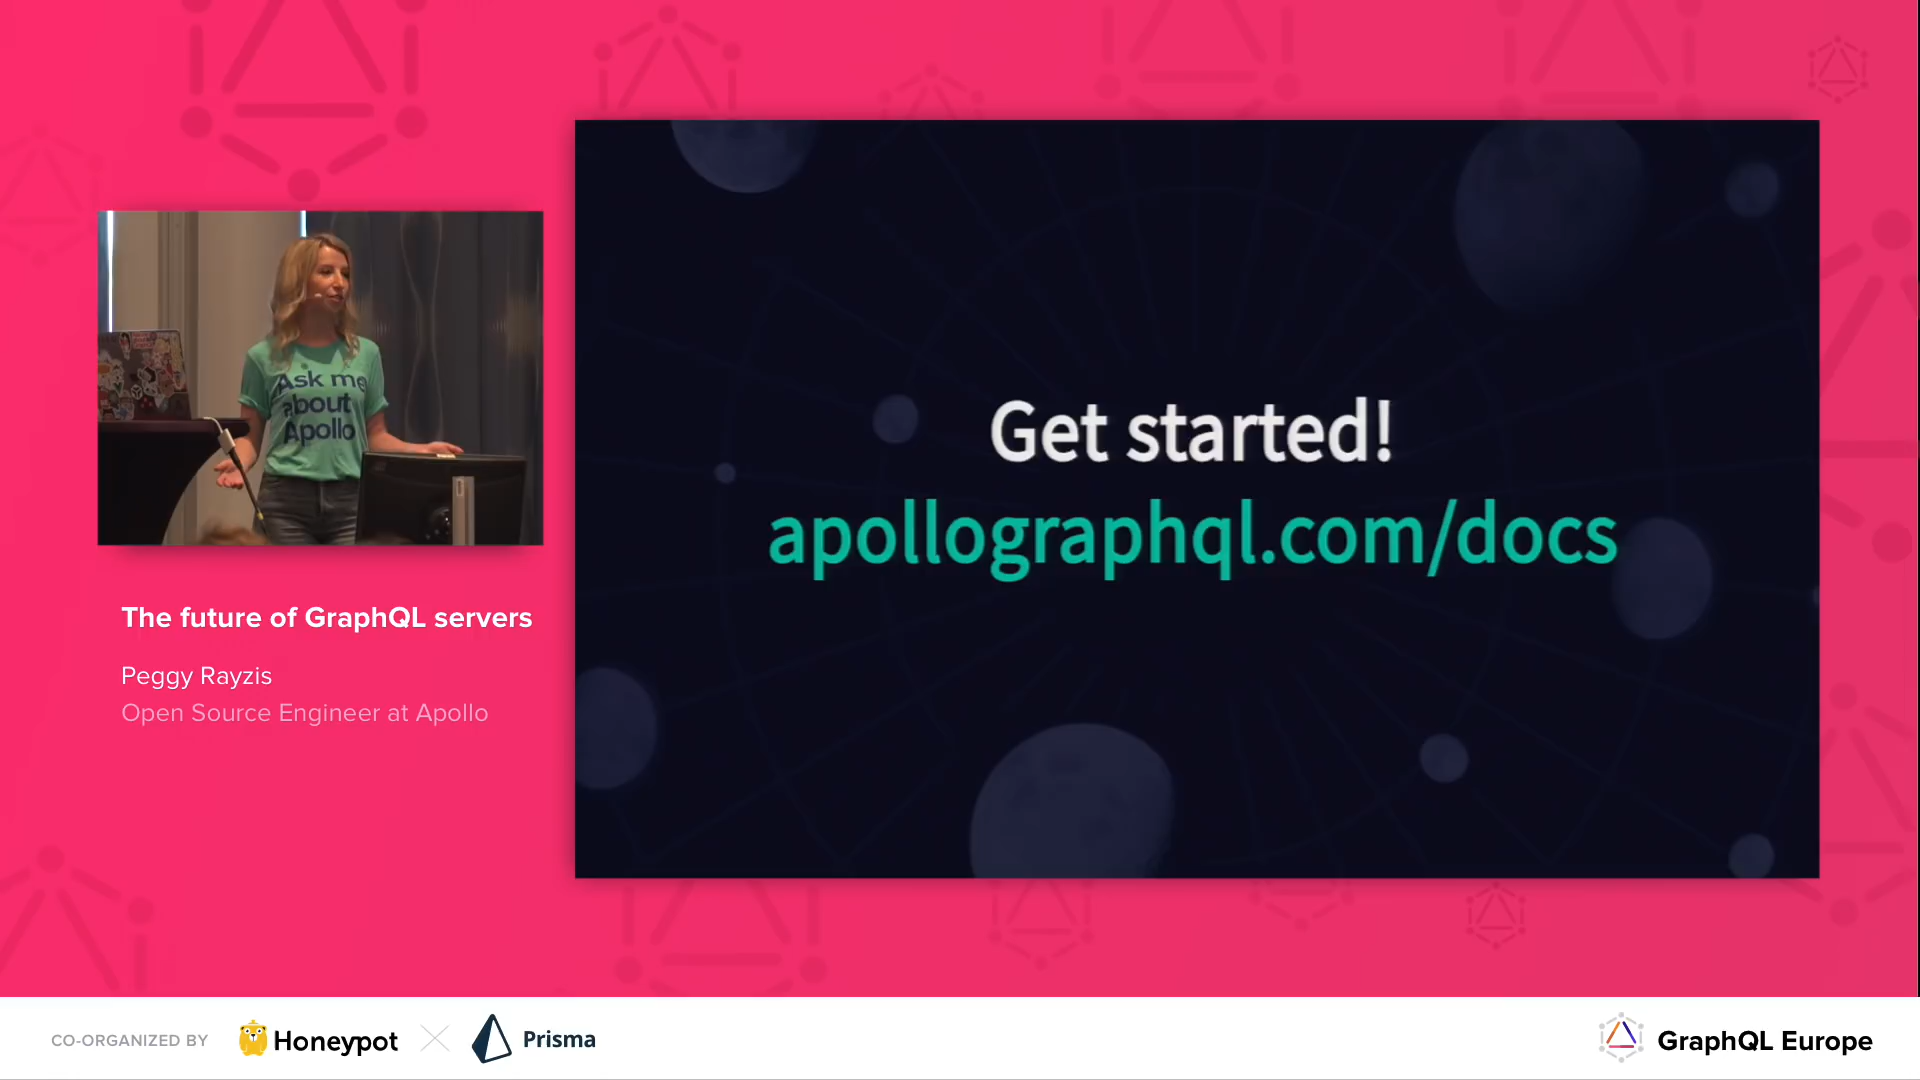 Ask me
about
Apollo
The future of GraphQL servers
Peggy Rayzis
Open Source Engineer at Apollo
Get started!
apollographql.com/docs
CO-ORGANIZED BY
Honeypot
Prisma
GraphQL Europe